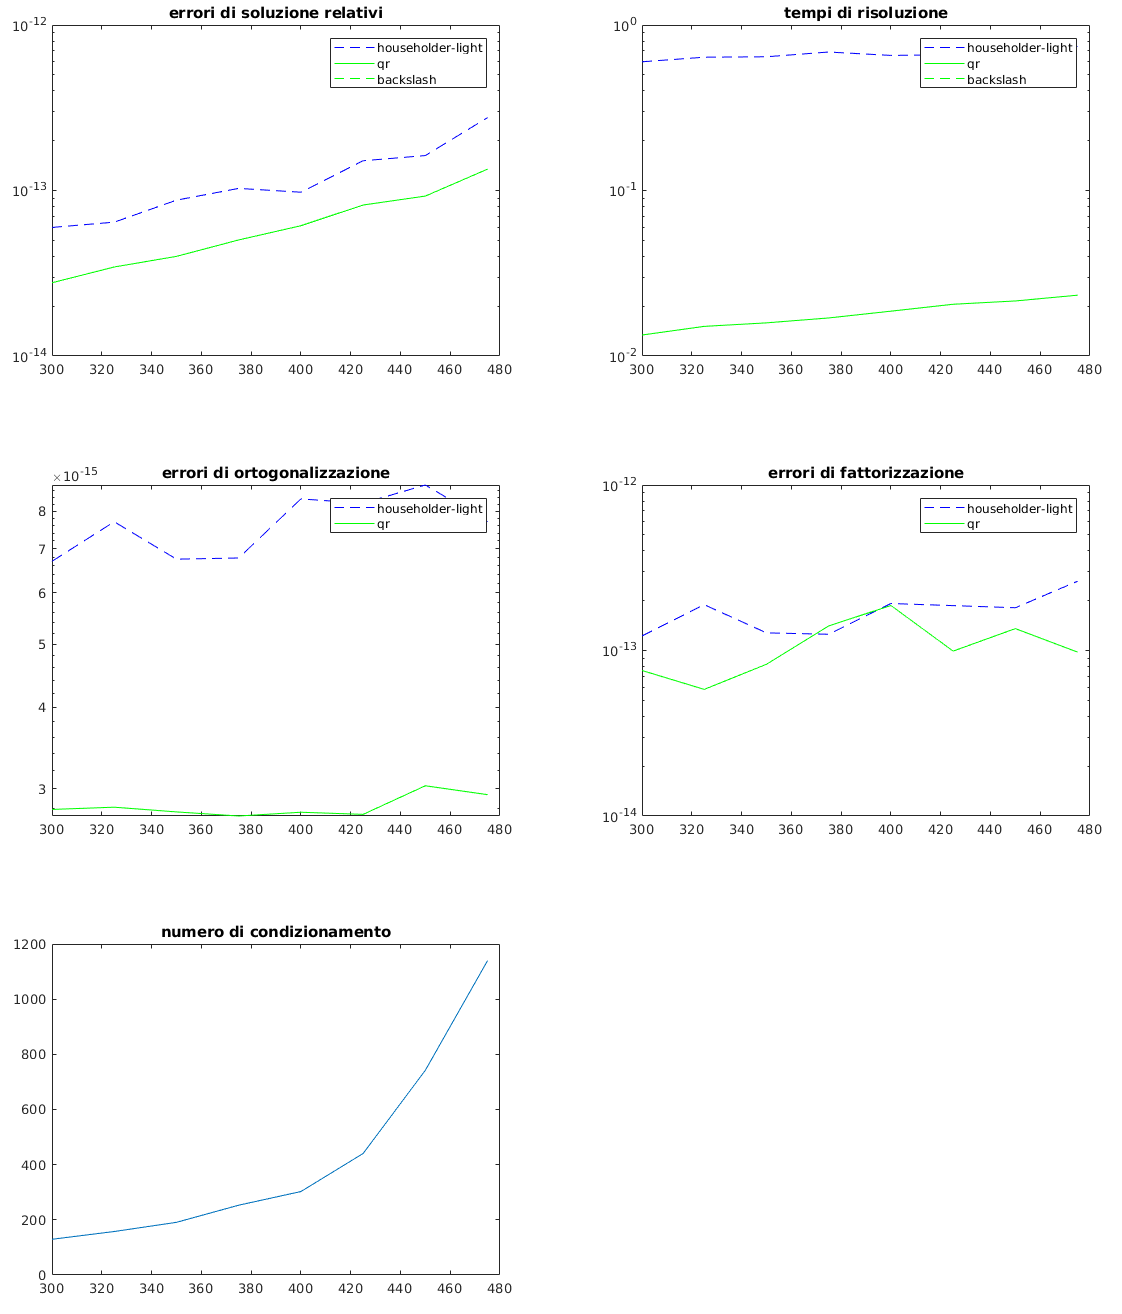 errori di soluzione relativi
10^-12
10^-13
10^-14
householder-light
qr
backslash
300 320 340 360 380 400 420 440 460 480
tempi di risoluzione
10^0
10^-1
10^-2
householder-light
qr
backslash
300 320 340 360 380 400 420 440 460 480
errori di ortogonalizzazione
×10^-15
8
7
6
5
4
3
householder-light
qr
300 320 340 360 380 400 420 440 460 480
errori di fattorizzazione
10^-12
10^-13
10^-14
householder-light
qr
300 320 340 360 380 400 420 440 460 480
numero di condizionamento
1200
1000
800
600
400
200
0
300 320 340 360 380 400 420 440 460 480